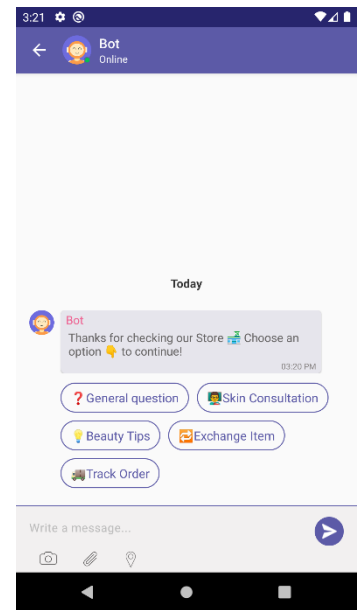 3:21
Bot
Online
Today
Bot
Thanks for checking our Store 🏪 Choose an
option 👇 to continue!
03:20 PM
❓General question
👩‍🏫Skin Consultation
💡Beauty Tips
🔁Exchange Item
🚚Track Order
Write a message...